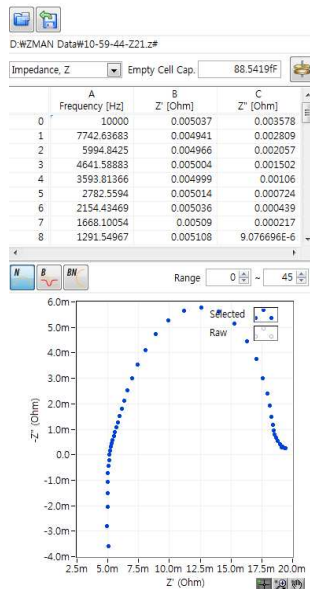 D:₩ZMAN Data₩10-59-44-Z21.z#
Impedance, Z Empty Cell Cap. 88.5419fF
A B C
Frequency [Hz] Z' [Ohm] Z" [Ohm]
0 10000 0.005037 0.003578
1 7742.63683 0.004941 0.002809
2 5994.8425 0.004966 0.002057
3 4641.58883 0.005004 0.001502
4 3593.81366 0.004999 0.00106
5 2782.5594 0.005014 0.000724
6 2154.43469 0.005036 0.000439
7 1668.10054 0.00509 0.000217
8 1291.54967 0.005108 9.076696E-6
N B BN Range 0 ~ 45
6.0m
Selected
5.0m
Raw
4.0m
3.0m
2.0m
1.0m
0.0
-1.0m
-2.0m
-3.0m
-4.0m
-Z" (Ohm)
2.5m 5.0m 7.5m 10.0m 12.5m 15.0m 17.5m 20.0m
Z' (Ohm)